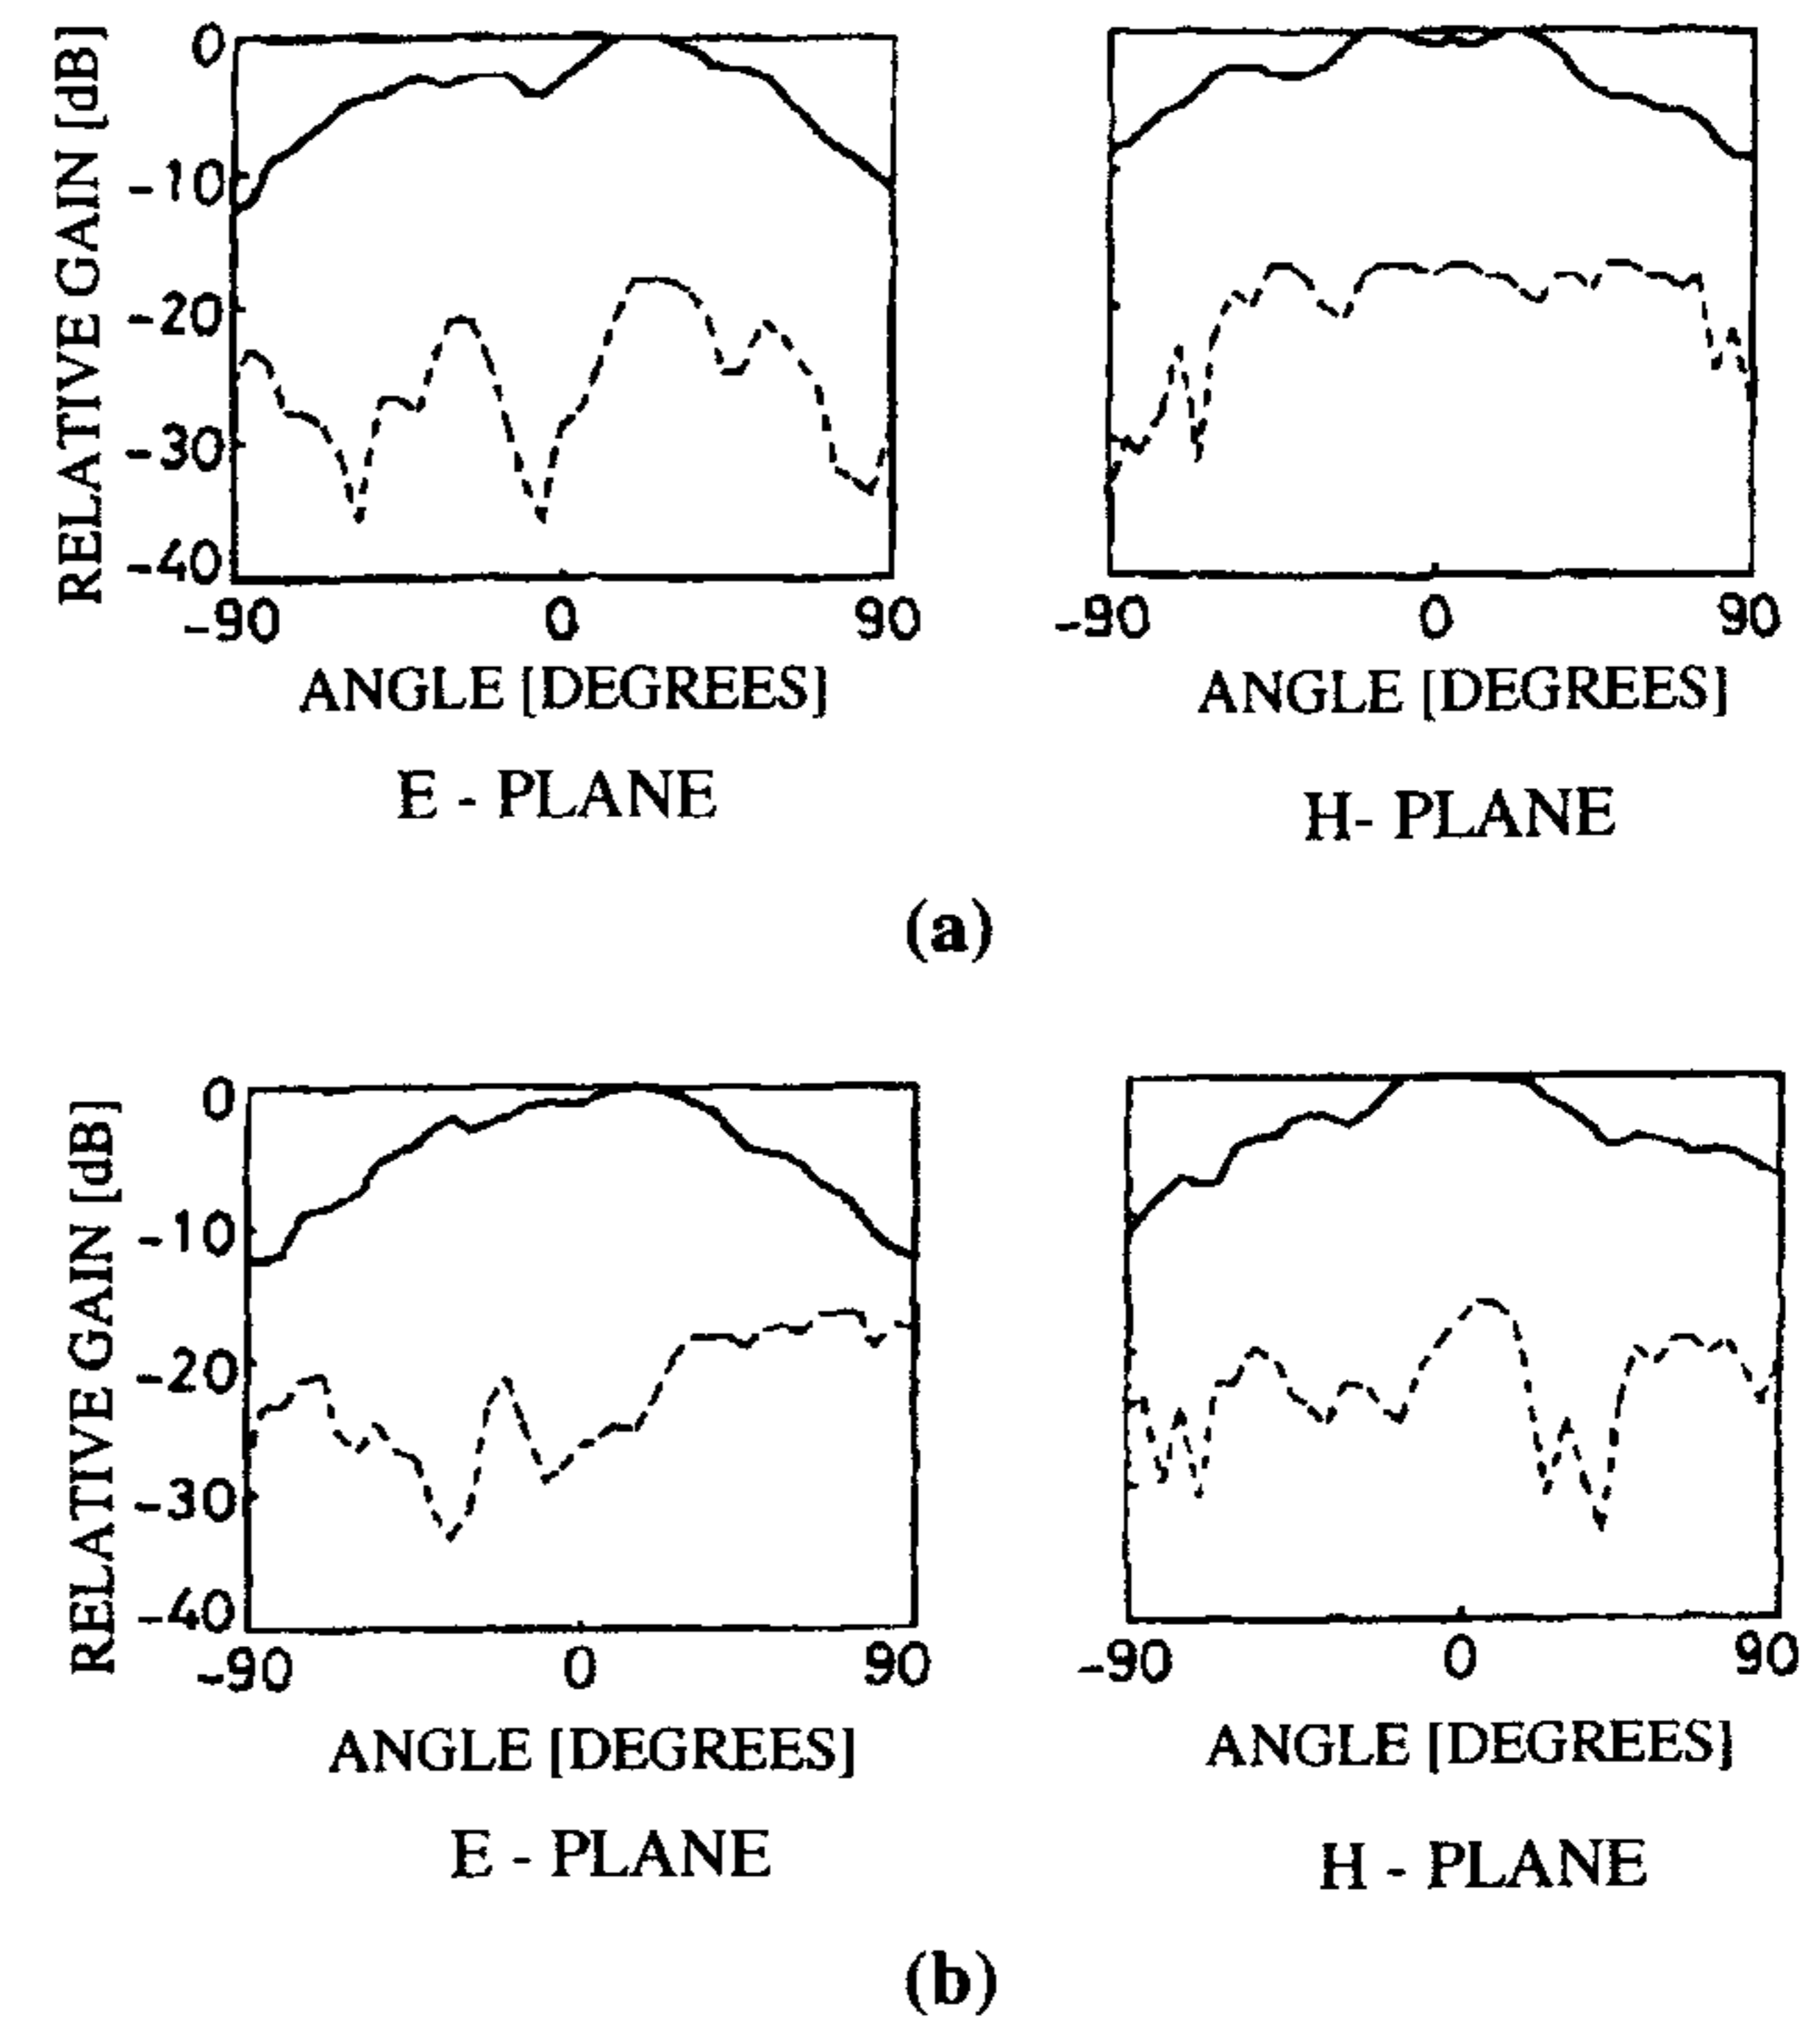 RELATIVE GAIN [dB]
0
-10
-20
-30
-40
-90 0 90
-90 0 90
ANGLE [DEGREES]
ANGLE [DEGREES]
E - PLANE
H- PLANE
(a)
RELATIVE GAIN [dB]
0
-10
-20
-30
-40
-90 0 90
-90 0 90
ANGLE [DEGREES]
ANGLE [DEGREES]
E - PLANE
H - PLANE
(b)